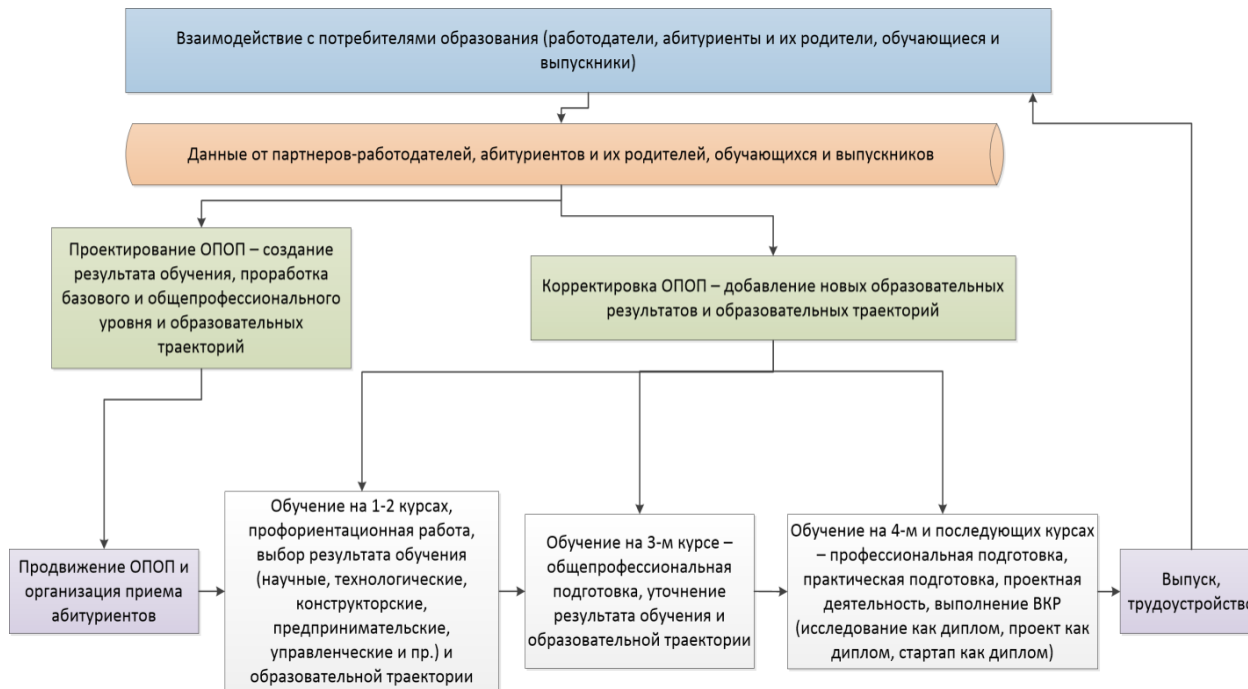 Взаимодействие с потребителями образования (работодатели, абитуриенты и их родители, обучающиеся и
выпускники)
Данные от партнеров-работодателей, абитуриентов и их родителей, обучающихся и выпускников
Проектирование ОПОП – создание
результата обучения, проработка
базового и общепрофессионального
уровня и образовательных
траекторий
Корректировка ОПОП – добавление новых образовательных
результатов и образовательных траекторий
Продвижение ОПОП и
организация приема
абитуриентов
Обучение на 1-2 курсах,
профориентационная работа,
выбор результата обучения
(научные, технологические,
конструкторские,
предпринимательские,
управленческие и пр.) и
образовательной траектории
Обучение на 3-м курсе –
общепрофессиональная
подготовка, уточнение
результата обучения и
образовательной траектории
Обучение на 4-м и последующих курсах
– профессиональная подготовка,
практическая подготовка, проектная
деятельность, выполнение ВКР
(исследование как диплом, проект как
диплом, стартап как диплом)
Выпуск,
трудоустройство